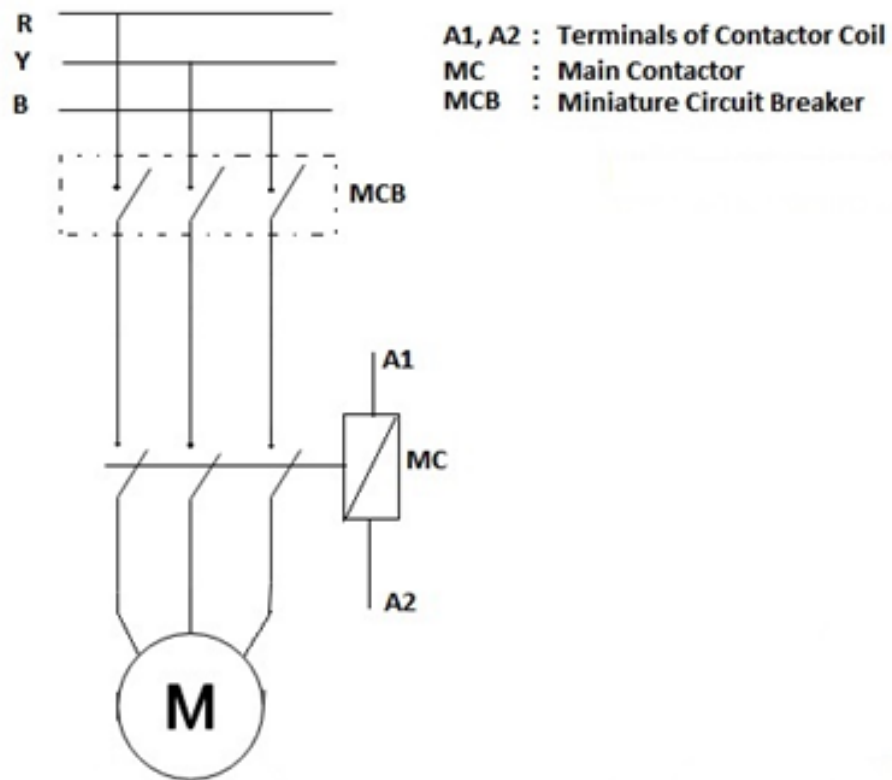 R
Y
B
A1, A2 : Terminals of Contactor Coil
MC : Main Contactor
MCB : Miniature Circuit Breaker
MCB
A1
MC
A2
M